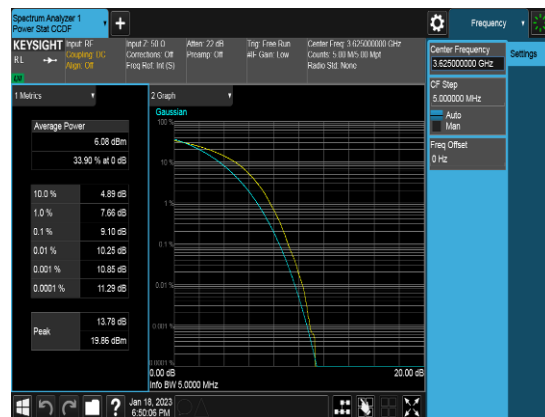 Spectrum Analyzer 1
Power Stat CCDF
+
Frequency
KEYSIGHT
RL
Input: RF
Coupling: DC
Align: Off
Input Z: 50 Ω
Corrections: Off
Freq Ref: Int (S)
Atten: 22 dB
Preamp: Off
Trig: Free Run
#IF Gain: Low
Center Freq: 3.625000000 GHz
Counts: 5.00 M/5.00 Mpt
Radio Std: None
Center Frequency
3.625000000 GHz
Settings
CF Step
5.000000 MHz
Auto
Man
Freq Offset
0 Hz
1 Metrics
Average Power
6.08 dBm
33.90 % at 0 dB
10.0 % 4.89 dB
1.0 % 7.66 dB
0.1 % 9.10 dB
0.01 % 10.25 dB
0.001 % 10.85 dB
0.0001 % 11.29 dB
Peak
13.78 dB
19.86 dBm
2 Graph
Gaussian
100 %
10 %
1 %
0.1 %
0.001 %
0.0001 %
0.00 dB 20.00 dB
Info BW 5.0000 MHz
?
Jan 18, 2023
6:50:06 PM